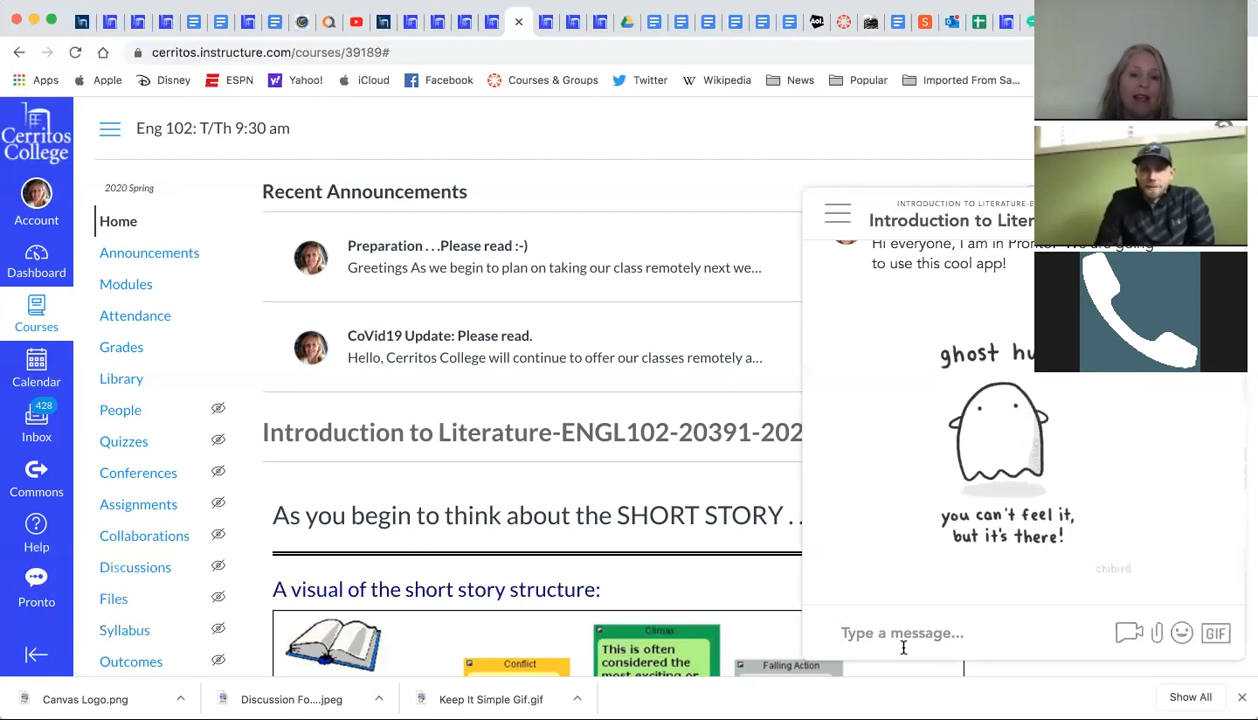 AOL
S
cerritos.instructure.com/courses/39189#
Apps Apple Disney ESPN Yahoo! iCloud Facebook Courses & Groups Twitter Wikipedia News Popular Imported From Sa...
Cerritos
College
Account
Dashboard
Courses
Calendar
428
Inbox
Commons
Help
Pronto
Eng 102: T/Th 9:30 am
2020 Spring
Home
Announcements
Modules
Attendance
Grades
Library
People
Quizzes
Conferences
Assignments
Collaborations
Discussions
Files
Syllabus
Outcomes
Recent Announcements
Preparation . . .Please read :-)
Greetings As we begin to plan on taking our class remotely next we...
CoVid19 Update: Please read.
Hello, Cerritos College will continue to offer our classes remotely a...
Introduction to Literature-ENGL102-20391-202
As you begin to think about the SHORT STORY . .
A visual of the short story structure:
Conflict
Climax
This is often
considered the
most exciting or
Falling Action
INTRODUCTION TO LITERATURE-E
Introduction to Liter
Hi everyone, I am in Pronto! We are going
to use this cool app!
ghost hu
you can't feel it,
but it's there!
chibird
Type a message...
GIF
Canvas Logo.png
Discussion Fo....jpeg
Keep It Simple Gif.gif
Show All